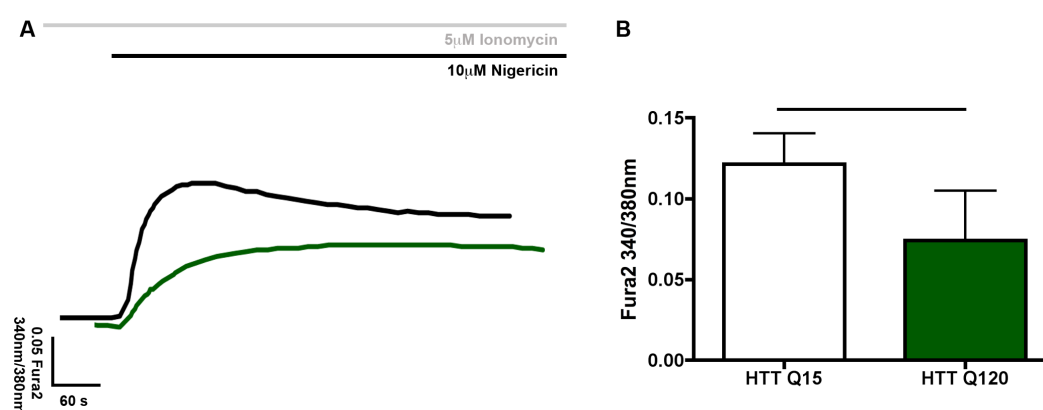 A
5μM Ionomycin
10μM Nigericin
0.05 Fura2
340nm/380nm
60 s
B
Fura2 340/380nm
0.15
0.10
0.05
0.00
HTT Q15
HTT Q120